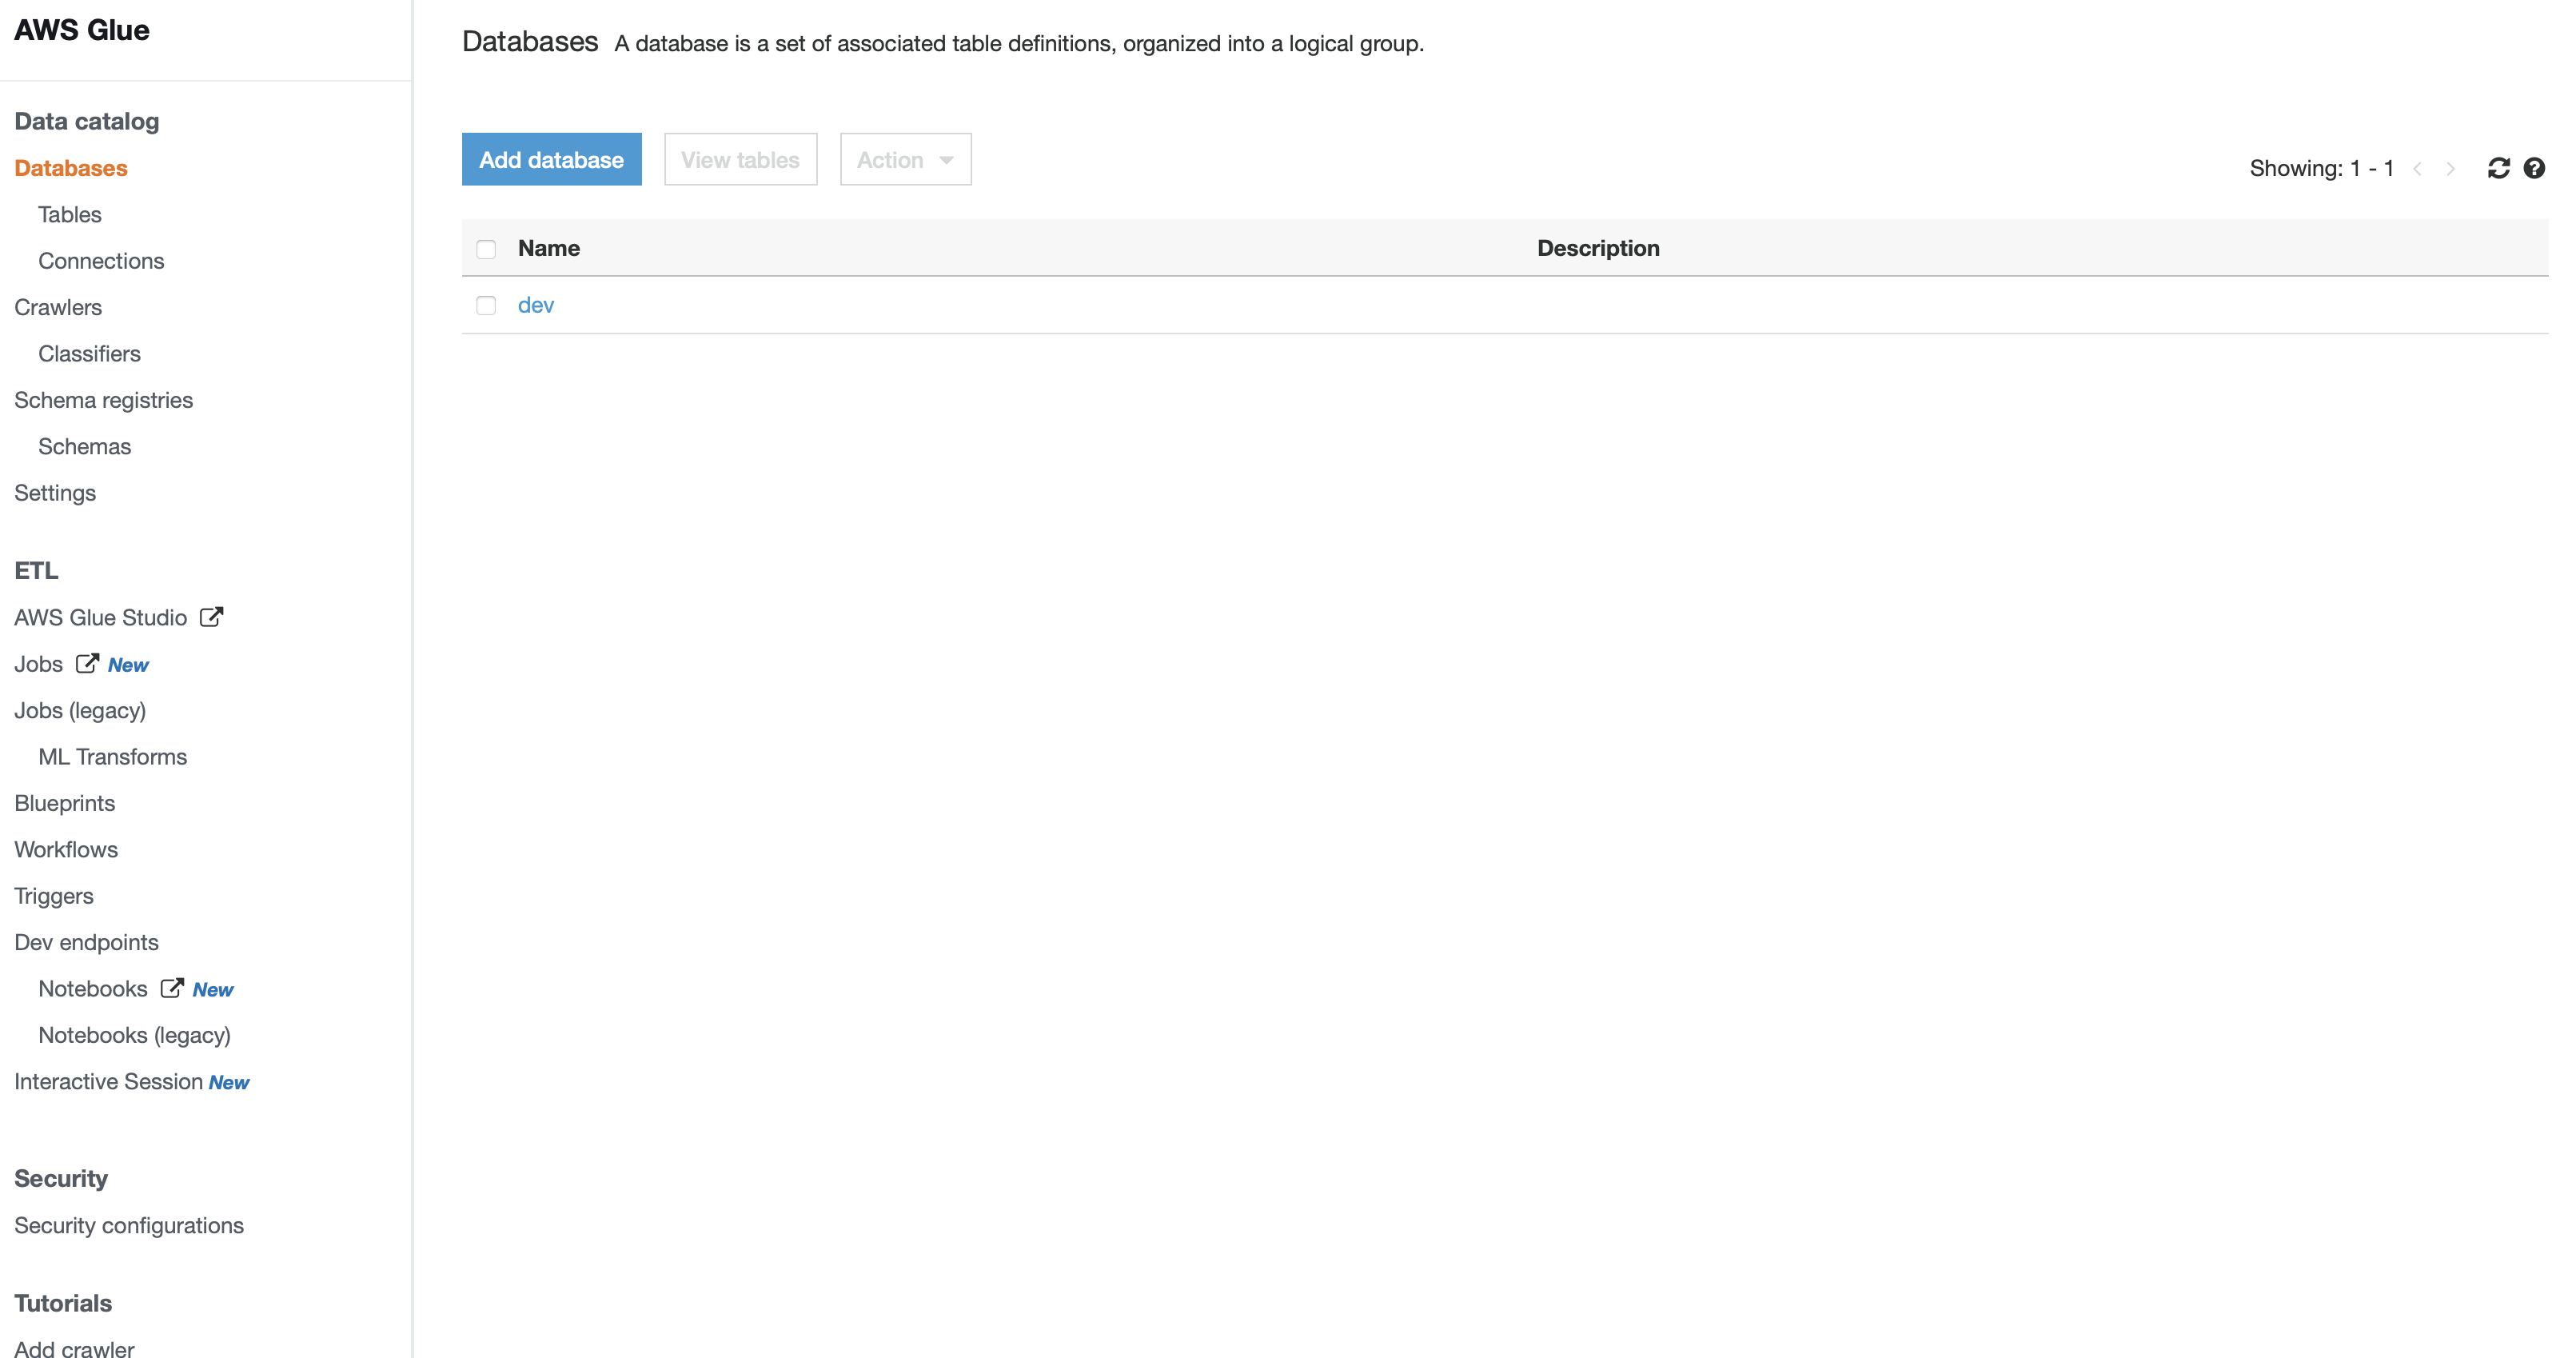 AWS Glue
Data catalog
Databases
Tables
Connections
Crawlers
Classifiers
Schema registries
Schemas
Settings
ETL
AWS Glue Studio
Jobs New
Jobs (legacy)
ML Transforms
Blueprints
Workflows
Triggers
Dev endpoints
Notebooks New
Notebooks (legacy)
Interactive Session New
Security
Security configurations
Tutorials
Add crawler
Databases A database is a set of associated table definitions, organized into a logical group.
Add database View tables Action
Showing: 1 - 1
Name Description
dev